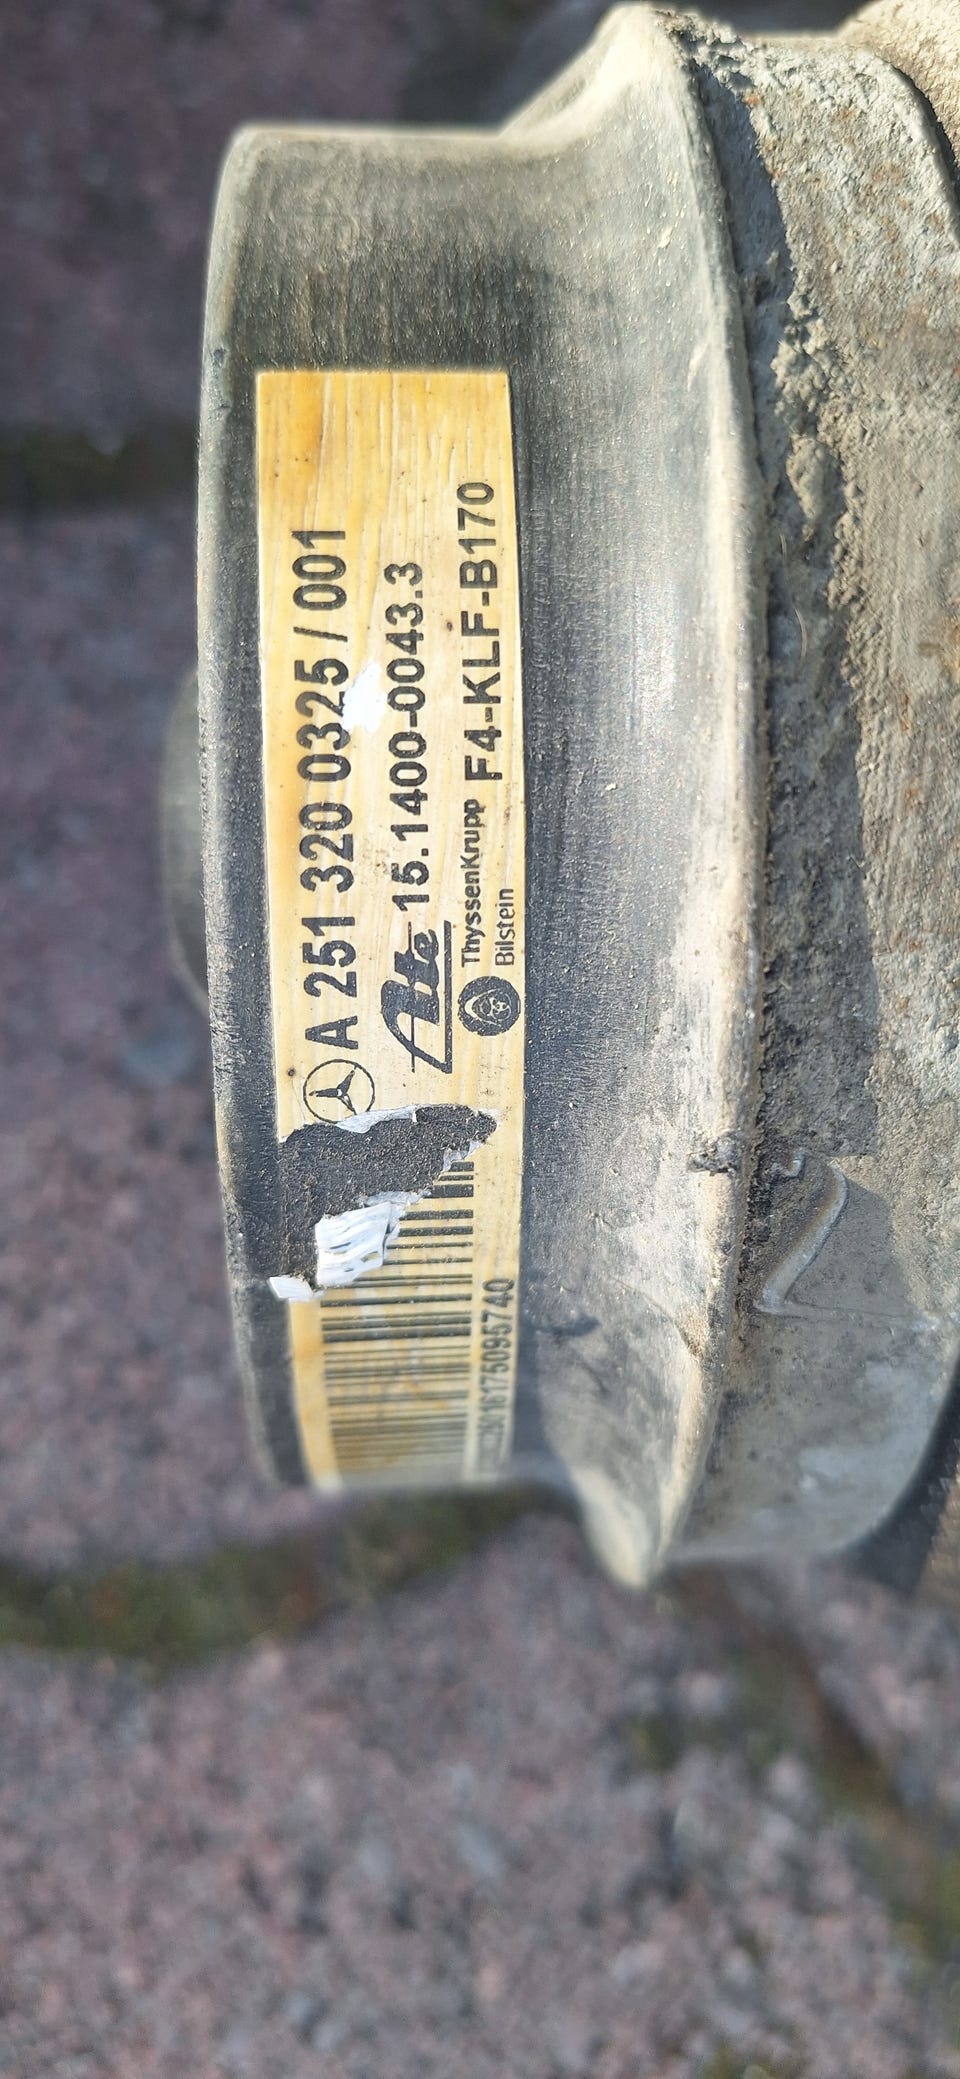 A 251 320 0325 / 001
Ate 15.1400-0043.3
ThyssenKrupp F4-KLF-B170
Bilstein